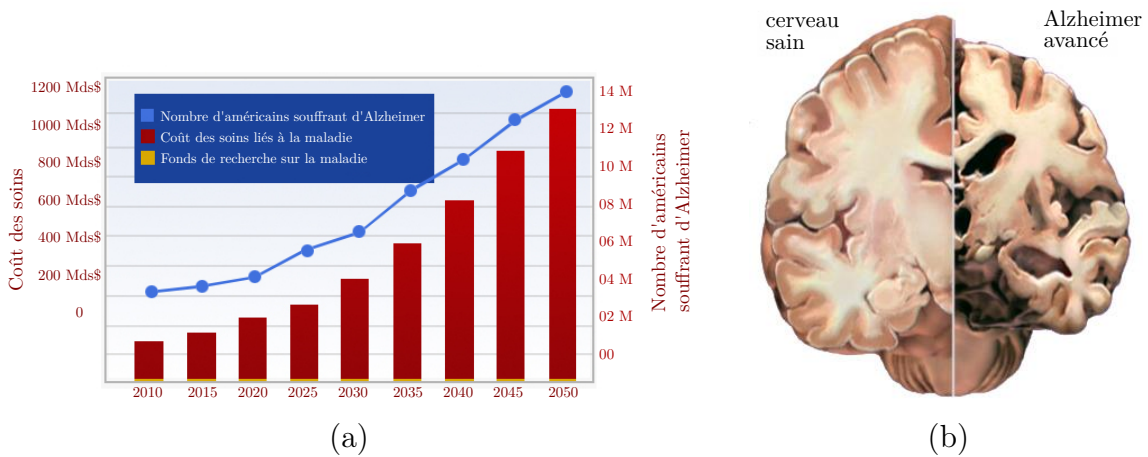 1200 Mds$
1000 Mds$
800 Mds$
600 Mds$
400 Mds$
200 Mds$
0
Coût des soins
Nombre d'américains souffrant d'Alzheimer
Coût des soins liés à la maladie
Fonds de recherche sur la maladie
14 M
12 M
10 M
08 M
06 M
04 M
02 M
00
Nombre d'américains
souffrant d'Alzheimer
2010 2015 2020 2025 2030 2035 2040 2045 2050
(a)
cerveau
sain
Alzheimer
avancé
(b)